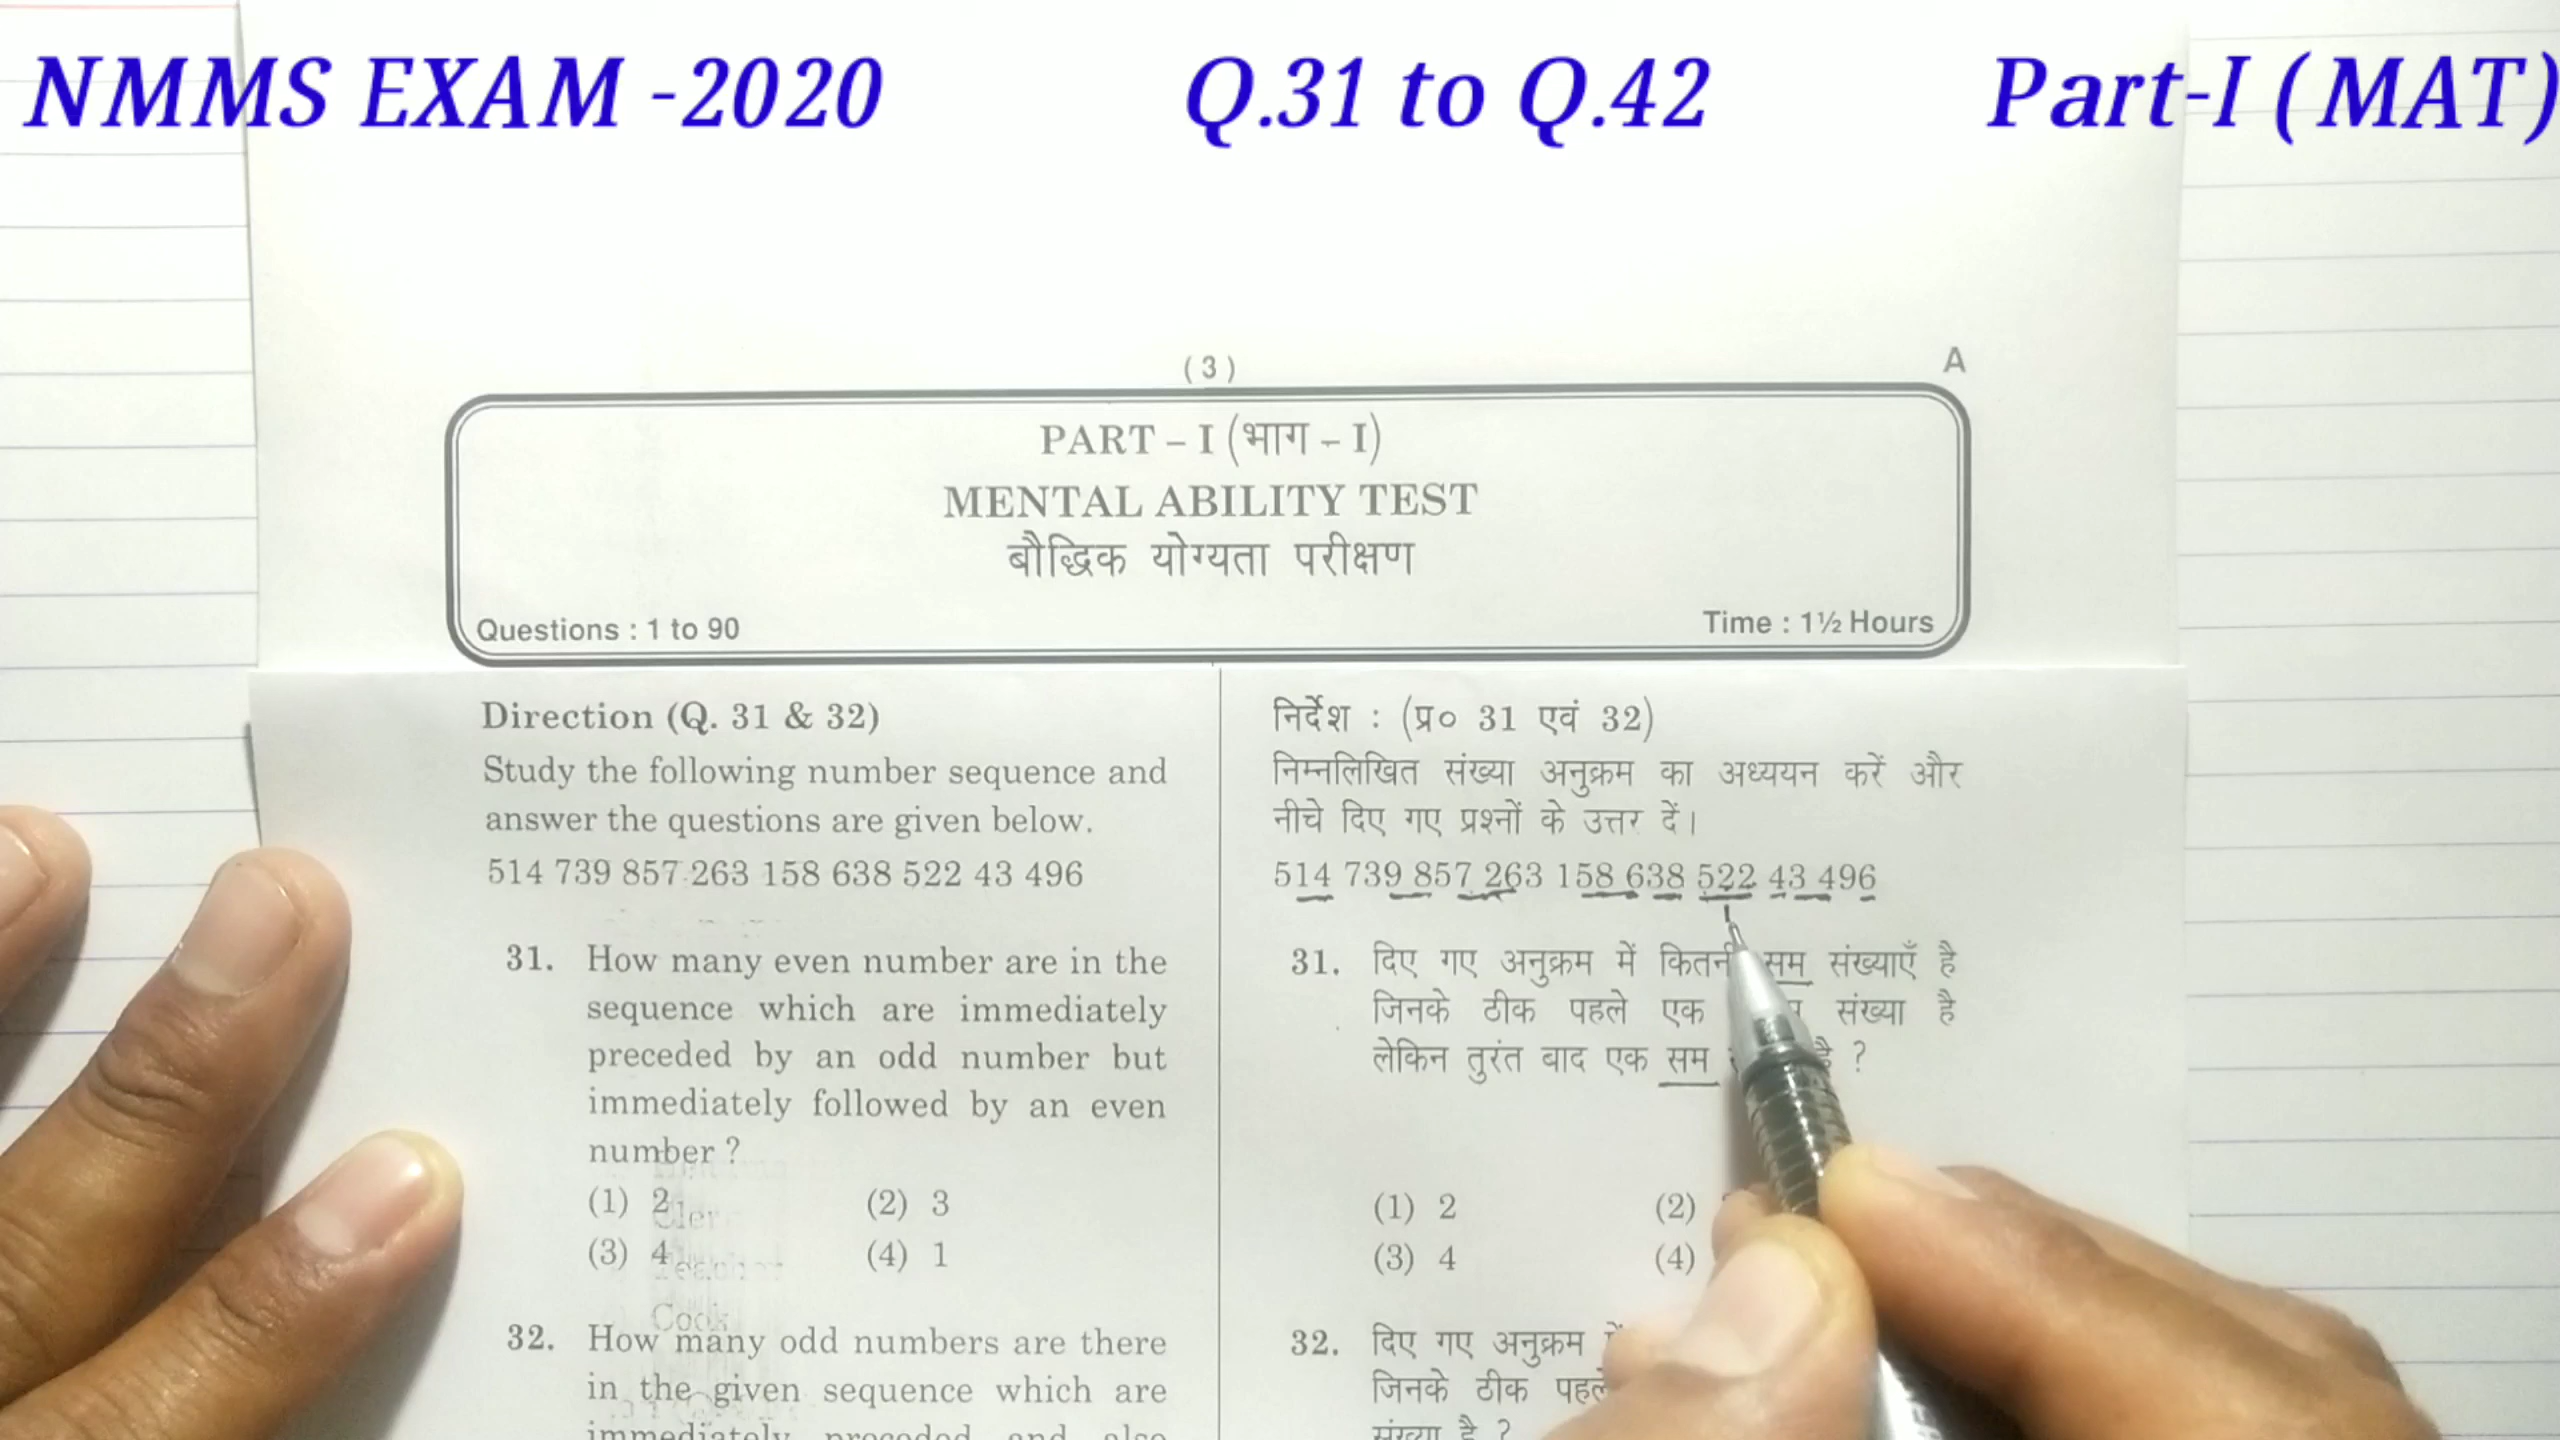 NMMS EXAM -2020 Q.31 to Q.42 Part-I (MAT)
(3)
A
PART – I (भाग – I)
MENTAL ABILITY TEST
बौद्धिक योग्यता परीक्षण
Questions : 1 to 90
Time : 1½ Hours
Direction (Q. 31 & 32)
Study the following number sequence and
answer the questions are given below.
514 739 857 263 158 638 522 43 496
31. How many even number are in the
sequence which are immediately
preceded by an odd number but
immediately followed by an even
number ?
(1) 2 (2) 3
(3) 4 (4) 1
32. How many odd numbers are there
in the given sequence which are
immediately preceded and also
निर्देश : (प्र० 31 एवं 32)
निम्नलिखित संख्या अनुक्रम का अध्ययन करें और
नीचे दिए गए प्रश्नों के उत्तर दें।
514 739 857 263 158 638 522 43 496
31. दिए गए अनुक्रम में कितनी सम संख्याएँ है
जिनके ठीक पहले एक संख्या है
लेकिन तुरंत बाद एक सम है ?
(1) 2 (2)
(3) 4 (4)
32. दिए गए अनुक्रम में
जिनके ठीक पहले
संख्या है ?